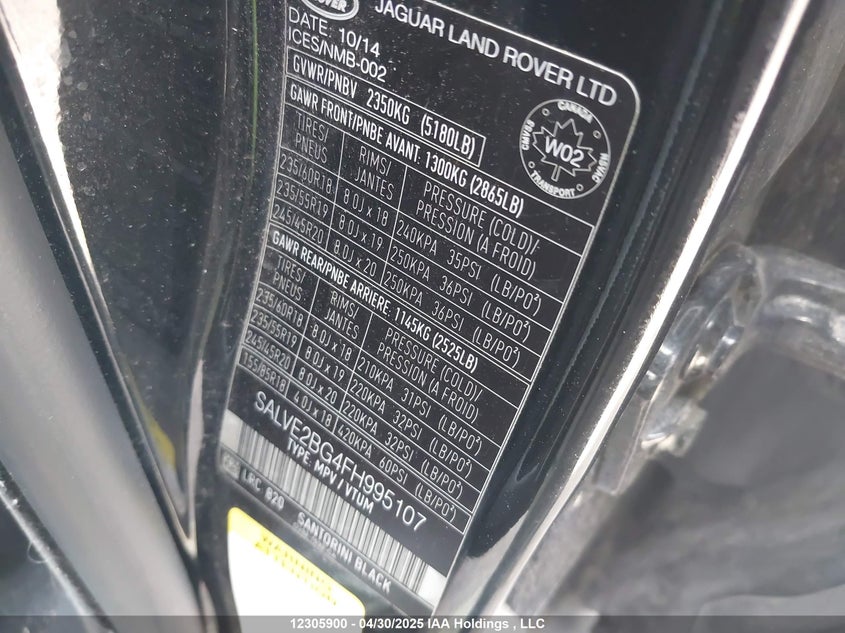 ROVER
JAGUAR LAND ROVER LTD
DATE: 10/14
ICES/NMB-002
GVWR/PNBV 2350KG (5180LB)
GAWR FRONT/PNBE AVANT: 1300KG (2865LB)
TIRES/ RIMS/ PRESSURE (COLD)/
PNEUS JANTES PRESSION (À FROID)
235/60R18 8.0J x 18 240KPA 35PSI (LB/PO²)
235/55R19 8.0J x 19 250KPA 36PSI (LB/PO²)
245/45R20 8.0J x 20 250KPA 36PSI (LB/PO²)
GAWR REAR/PNBE ARRIERE: 1145KG (2525LB)
TIRES/ RIMS/ PRESSURE (COLD)/
PNEUS JANTES PRESSION (À FROID)
235/60R18 8.0J x 18 210KPA 31PSI (LB/PO²)
235/55R19 8.0J x 19 220KPA 32PSI (LB/PO²)
245/45R20 8.0J x 20 220KPA 32PSI (LB/PO²)
155/85R18 4.0J x 18 420KPA 60PSI (LB/PO²)
CANADA
CMVSS
NSVAC
W02
TRANSPORT
SALVE2BG4FH995107
TYPE: MPV / VTUM
LRC 820 SANTORINI BLACK
12305900 - 04/30/2025 IAA Holdings , LLC